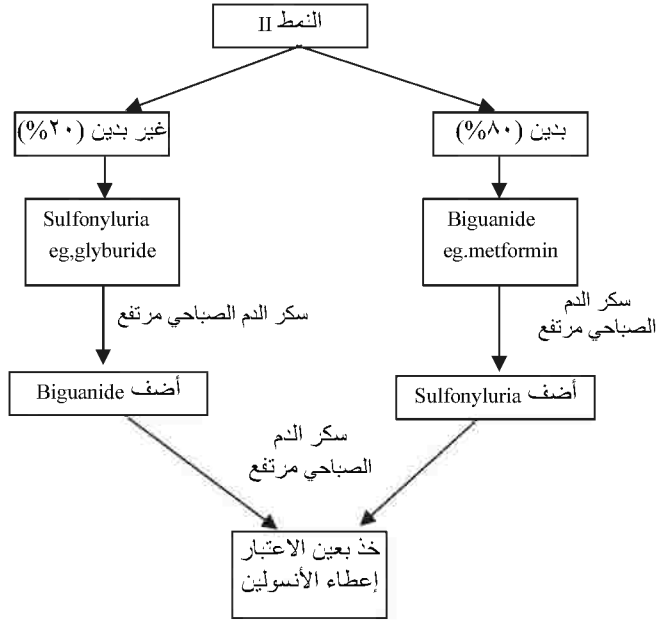 النمط II
بدين (٨٠%)
غير بدين (٢٠%)
Biguanide
eg.metformin
Sulfonyluria
eg,glyburide
سكر الدم
الصباحي مرتفع
سكر الدم الصباحي مرتفع
أضف Sulfonyluria
أضف Biguanide
سكر الدم
الصباحي مرتفع
خذ بعين الاعتبار
إعطاء الأنسولين